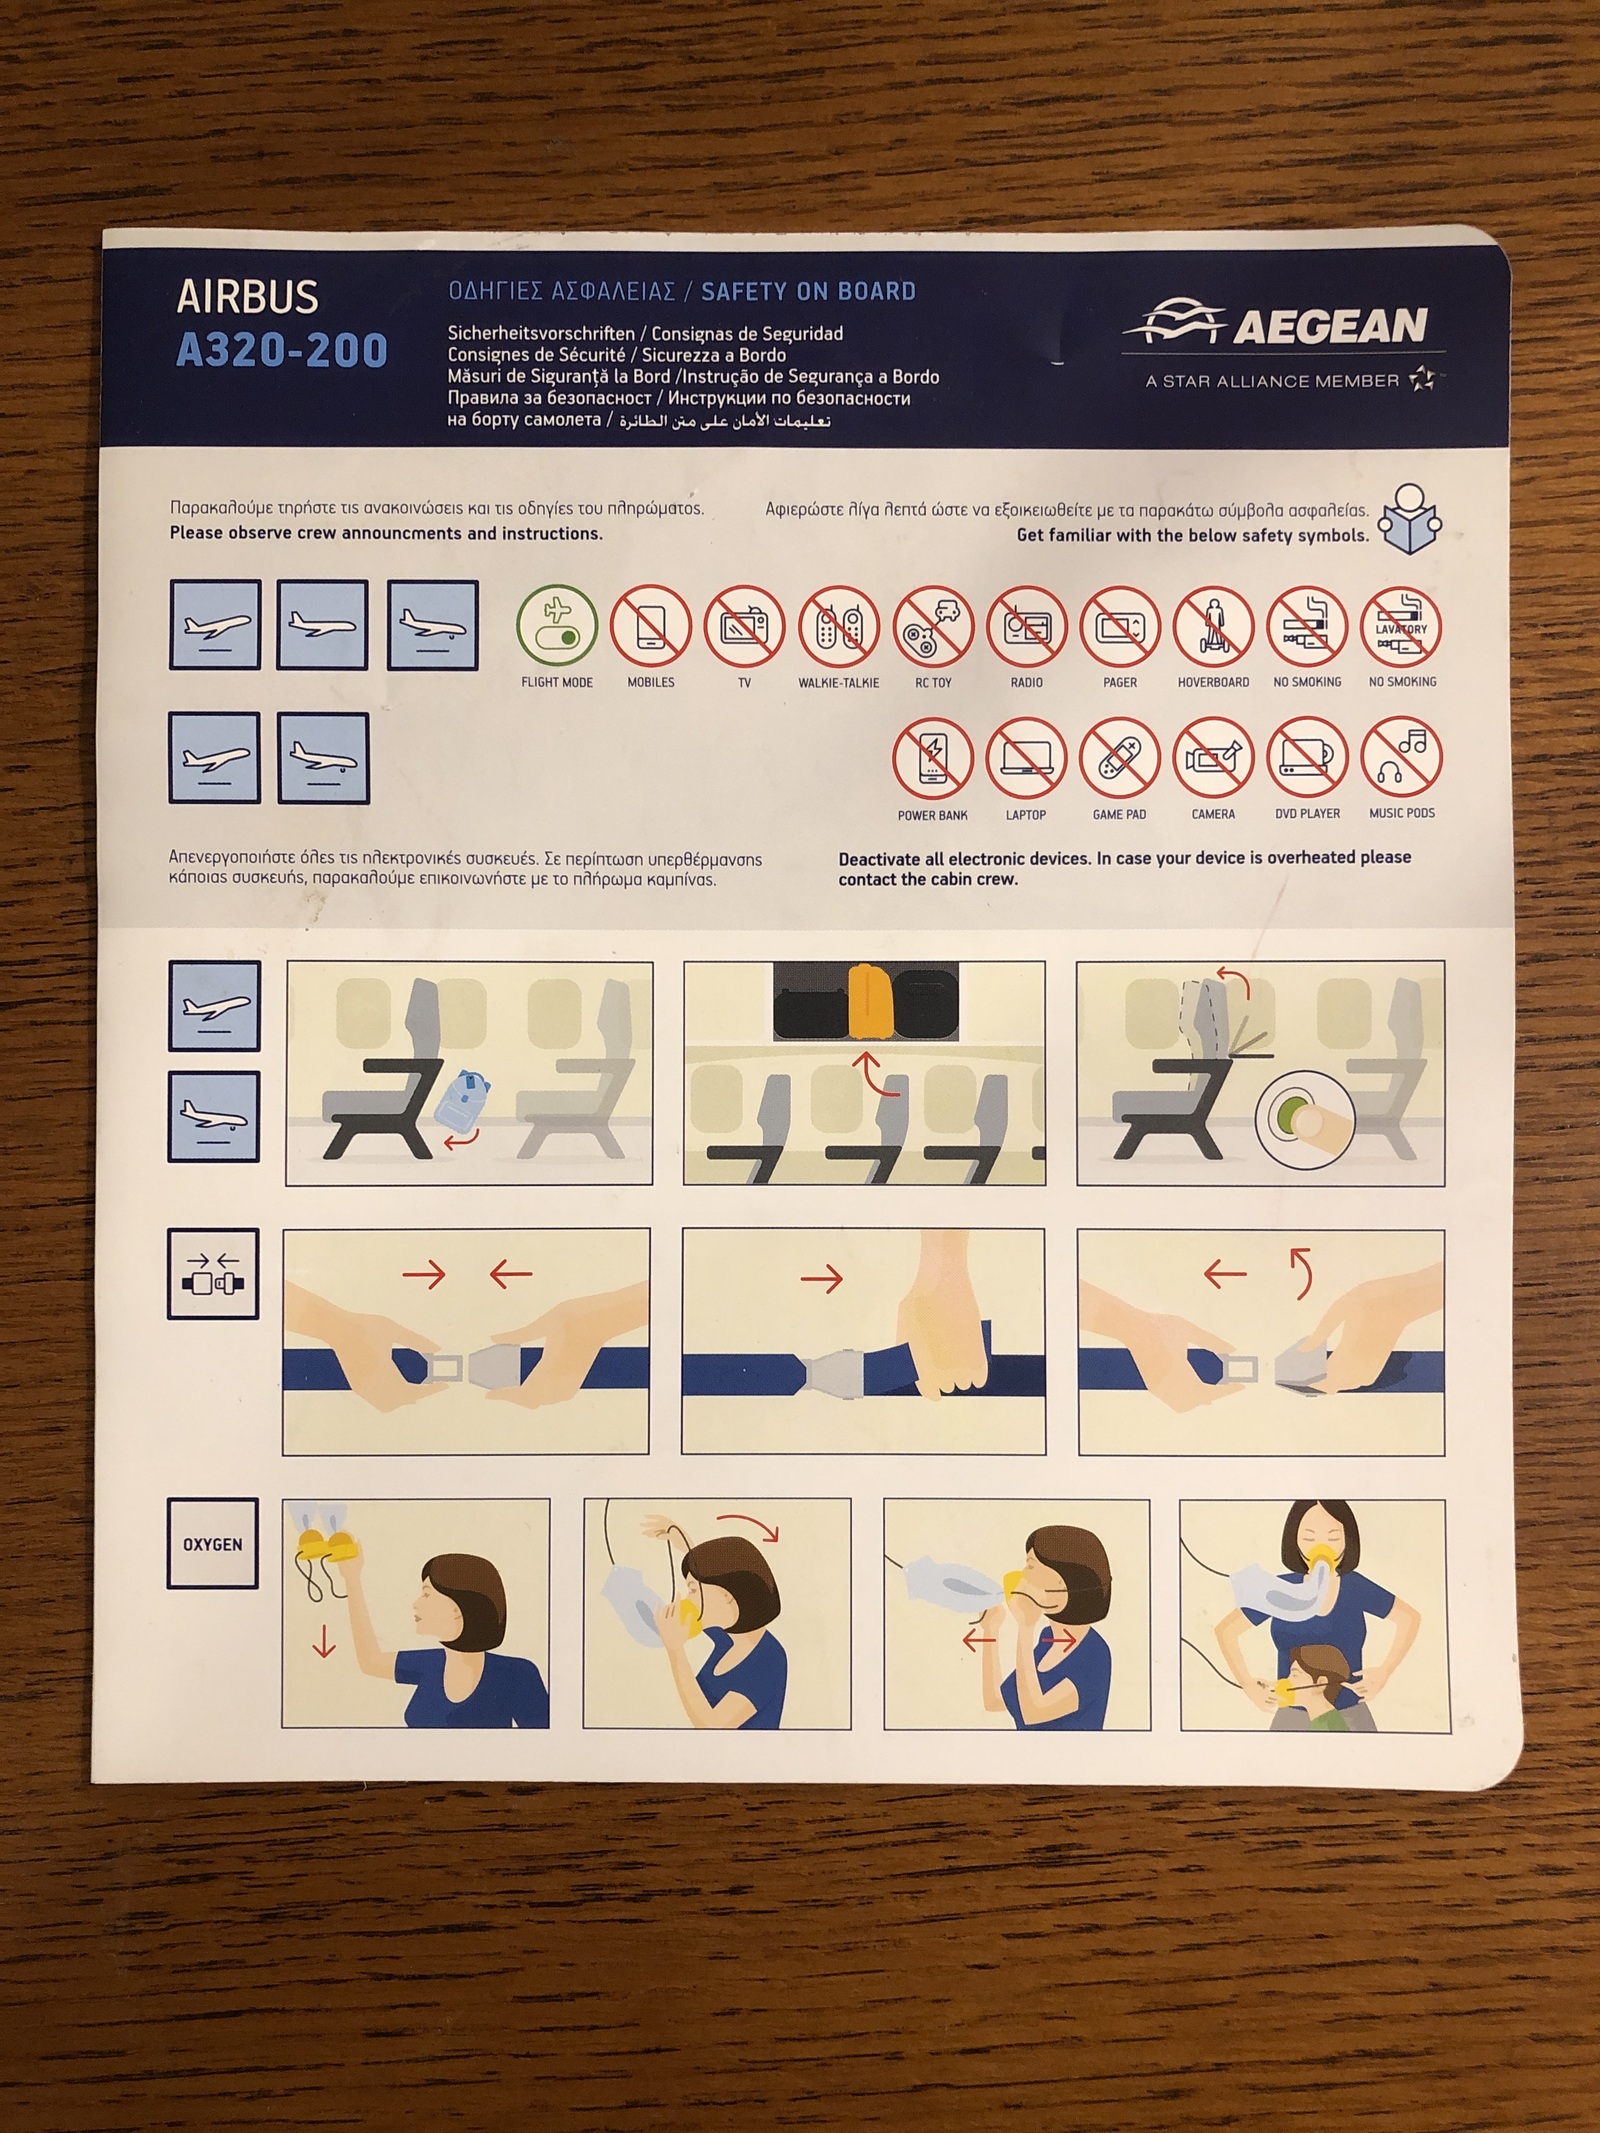 AIRBUS
A320-200
ΟΔΗΓΙΕΣ ΑΣΦΑΛΕΙΑΣ / SAFETY ON BOARD
Sicherheitsvorschriften / Consignas de Seguridad
Consignes de Sécurité / Sicurezza a Bordo
Măsuri de Siguranță la Bord /Instrução de Segurança a Bordo
Правила за безопасност / Инструкции по безопасности
на борту самолета / تعليمات الأمان على متن الطائرة
AEGEAN
A STAR ALLIANCE MEMBER
Παρακαλούμε τηρήστε τις ανακοινώσεις και τις οδηγίες του πληρώματος.
Please observe crew announcments and instructions.
Αφιερώστε λίγα λεπτά ώστε να εξοικειωθείτε με τα παρακάτω σύμβολα ασφαλείας.
Get familiar with the below safety symbols.
LAVATORY
FLIGHT MODE MOBILES TV WALKIE-TALKIE RC TOY RADIO PAGER HOVERBOARD NO SMOKING NO SMOKING
POWER BANK LAPTOP GAME PAD CAMERA DVD PLAYER MUSIC PODS
Απενεργοποιήστε όλες τις ηλεκτρονικές συσκευές. Σε περίπτωση υπερθέρμανσης
κάποιας συσκευής, παρακαλούμε επικοινωνήστε με το πλήρωμα καμπίνας.
Deactivate all electronic devices. In case your device is overheated please
contact the cabin crew.
OXYGEN